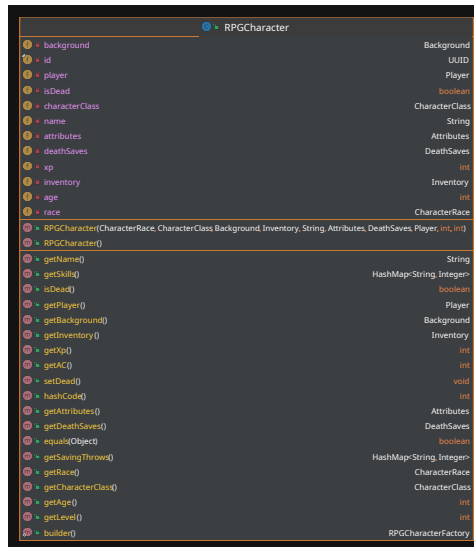 RPGCharacter
background Background
id UUID
player Player
isDead boolean
characterClass CharacterClass
name String
attributes Attributes
deathSaves DeathSaves
xp int
inventory Inventory
age int
race CharacterRace
RPGCharacter(CharacterRace, CharacterClass Background, Inventory, String, Attributes, DeathSaves, Player, int, int)
RPGCharacter()
getName() String
getSkills() HashMap<String, Integer>
isDead() boolean
getPlayer() Player
getBackground() Background
getInventory() Inventory
getXp() int
getAC() int
setDead() void
hashCode() int
getAttributes() Attributes
getDeathSaves() DeathSaves
equals(Object) boolean
getSavingThrows() HashMap<String, Integer>
getRace() CharacterRace
getCharacterClass() CharacterClass
getAge() int
getLevel() int
builder() RPGCharacterFactory